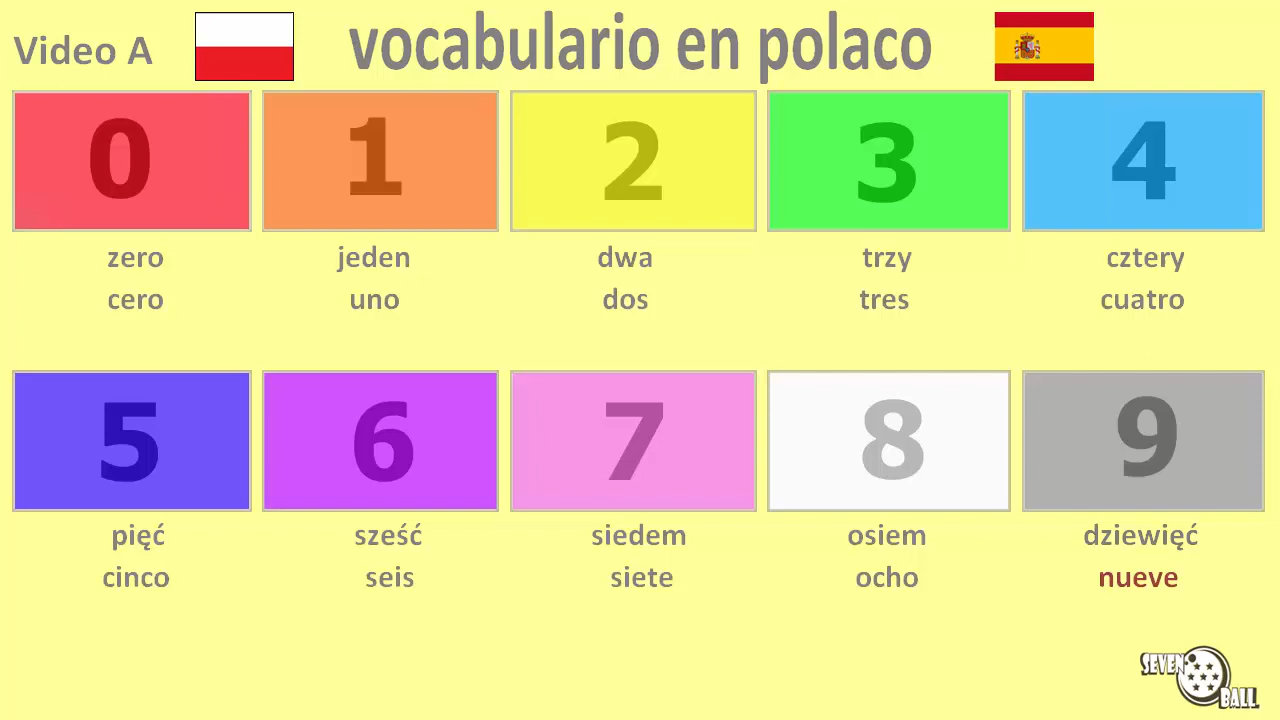 Video A
vocabulario en polaco
0 1 2 3 4
zero jeden dwa trzy cztery
cero uno dos tres cuatro
5 6 7 8 9
pięć sześć siedem osiem dziewięć
cinco seis siete ocho nueve
SEVEN
BALL